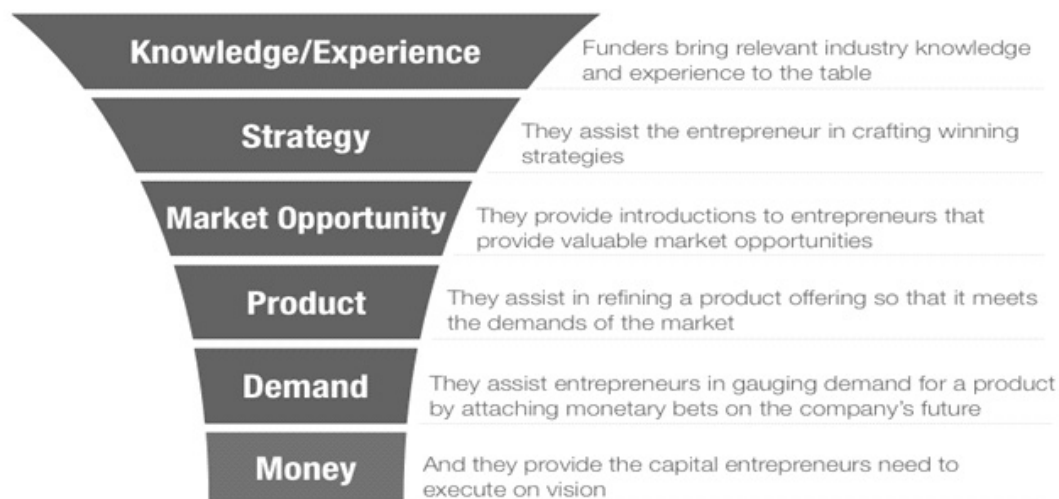 Knowledge/Experience
Funders bring relevant industry knowledge
and experience to the table
Strategy
They assist the entrepreneur in crafting winning
strategies
Market Opportunity
They provide introductions to entrepreneurs that
provide valuable market opportunities
Product
They assist in refining a product offering so that it meets
the demands of the market
Demand
They assist entrepreneurs in gauging demand for a product
by attaching monetary bets on the company's future
Money
And they provide the capital entrepreneurs need to
execute on vision